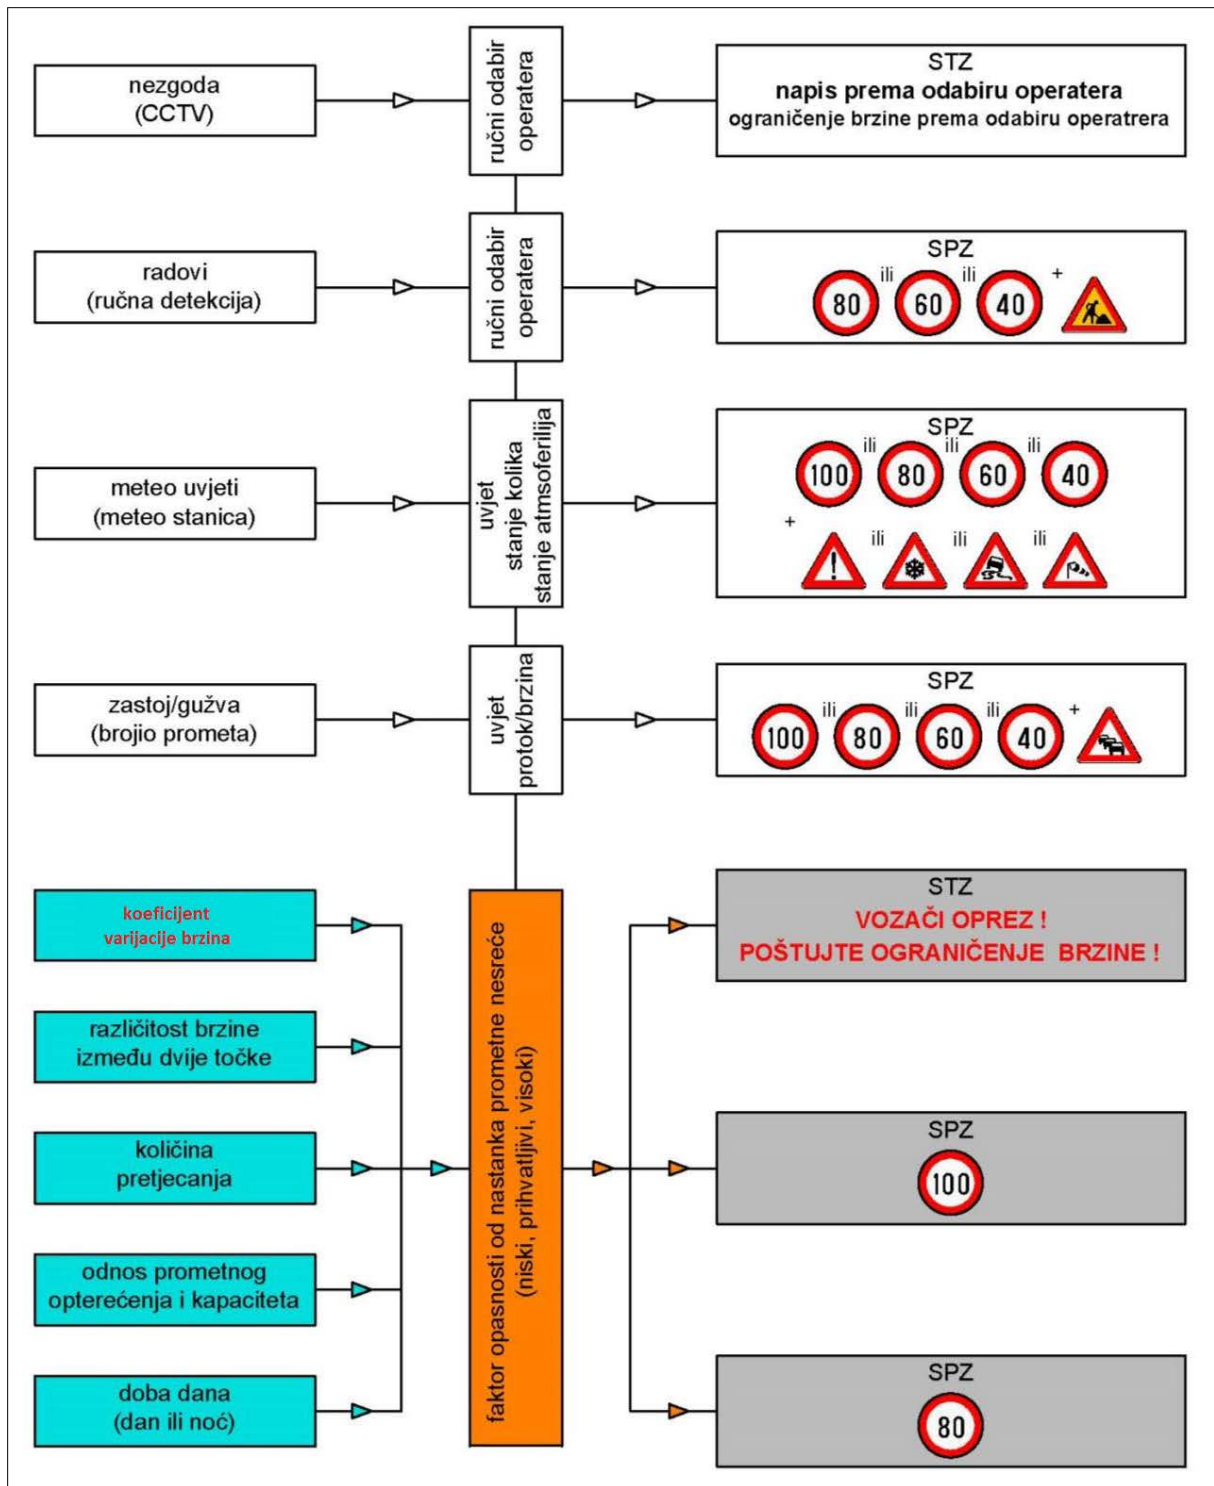 nezgoda
(CCTV)
ručni odabir
operatera
STZ
napis prema odabiru operatera
ograničenje brzine prema odabiru operatrera
radovi
(ručna detekcija)
ručni odabir
operatera
SPZ
80 ili 60 ili 40 +
meteo uvjeti
(meteo stanica)
uvjet
stanje kolika
stanje atmsoferilija
SPZ
100 ili 80 ili 60 ili 40
+ ! ili ili ili
zastoj/gužva
(brojio prometa)
uvjet
protok/brzina
SPZ
100 ili 80 ili 60 ili 40 +
koeficijent
varijacije brzina
različitost brzine
između dvije točke
količina
pretjecanja
odnos prometnog
opterećenja i kapaciteta
doba dana
(dan ili noć)
faktor opasnosti od nastanka prometne nesreće
(niski, prihvatljivi, visoki)
STZ
VOZAČI OPREZ !
POŠTUJTE OGRANIČENJE BRZINE !
SPZ
100
SPZ
80